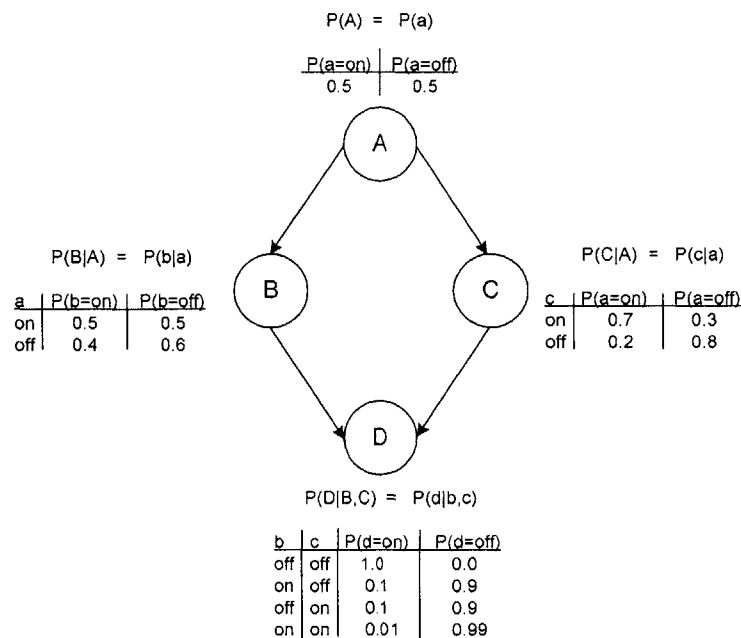 P(A) = P(a)
P(a=on) P(a=off)
0.5 0.5
A
P(B|A) = P(b|a)
a P(b=on) P(b=off)
on 0.5 0.5
off 0.4 0.6
B
C
P(C|A) = P(c|a)
c P(a=on) P(a=off)
on 0.7 0.3
off 0.2 0.8
D
P(D|B,C) = P(d|b,c)
b c P(d=on) P(d=off)
off off 1.0 0.0
on off 0.1 0.9
off on 0.1 0.9
on on 0.01 0.99